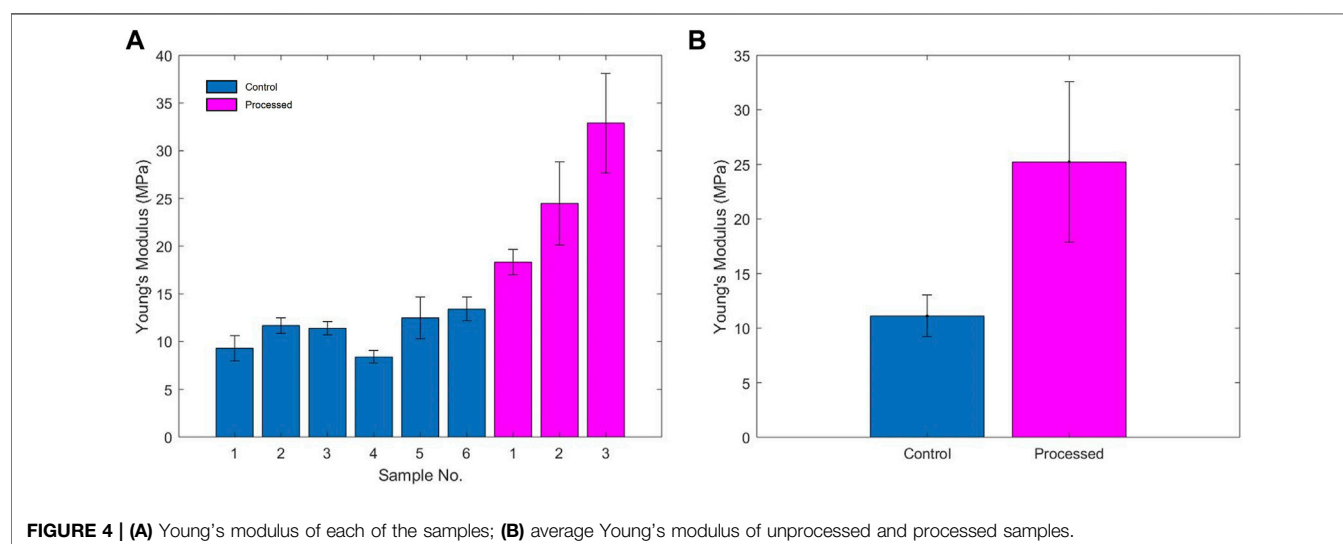 A
Young's Modulus (MPa)
40
35
30
25
20
15
10
5
0
Control
Processed
1 2 3 4 5 6 1 2 3
Sample No.
B
Young's Modulus (MPa)
35
30
25
20
15
10
5
0
Control Processed
FIGURE 4 | (A) Young’s modulus of each of the samples; (B) average Young’s modulus of unprocessed and processed samples.